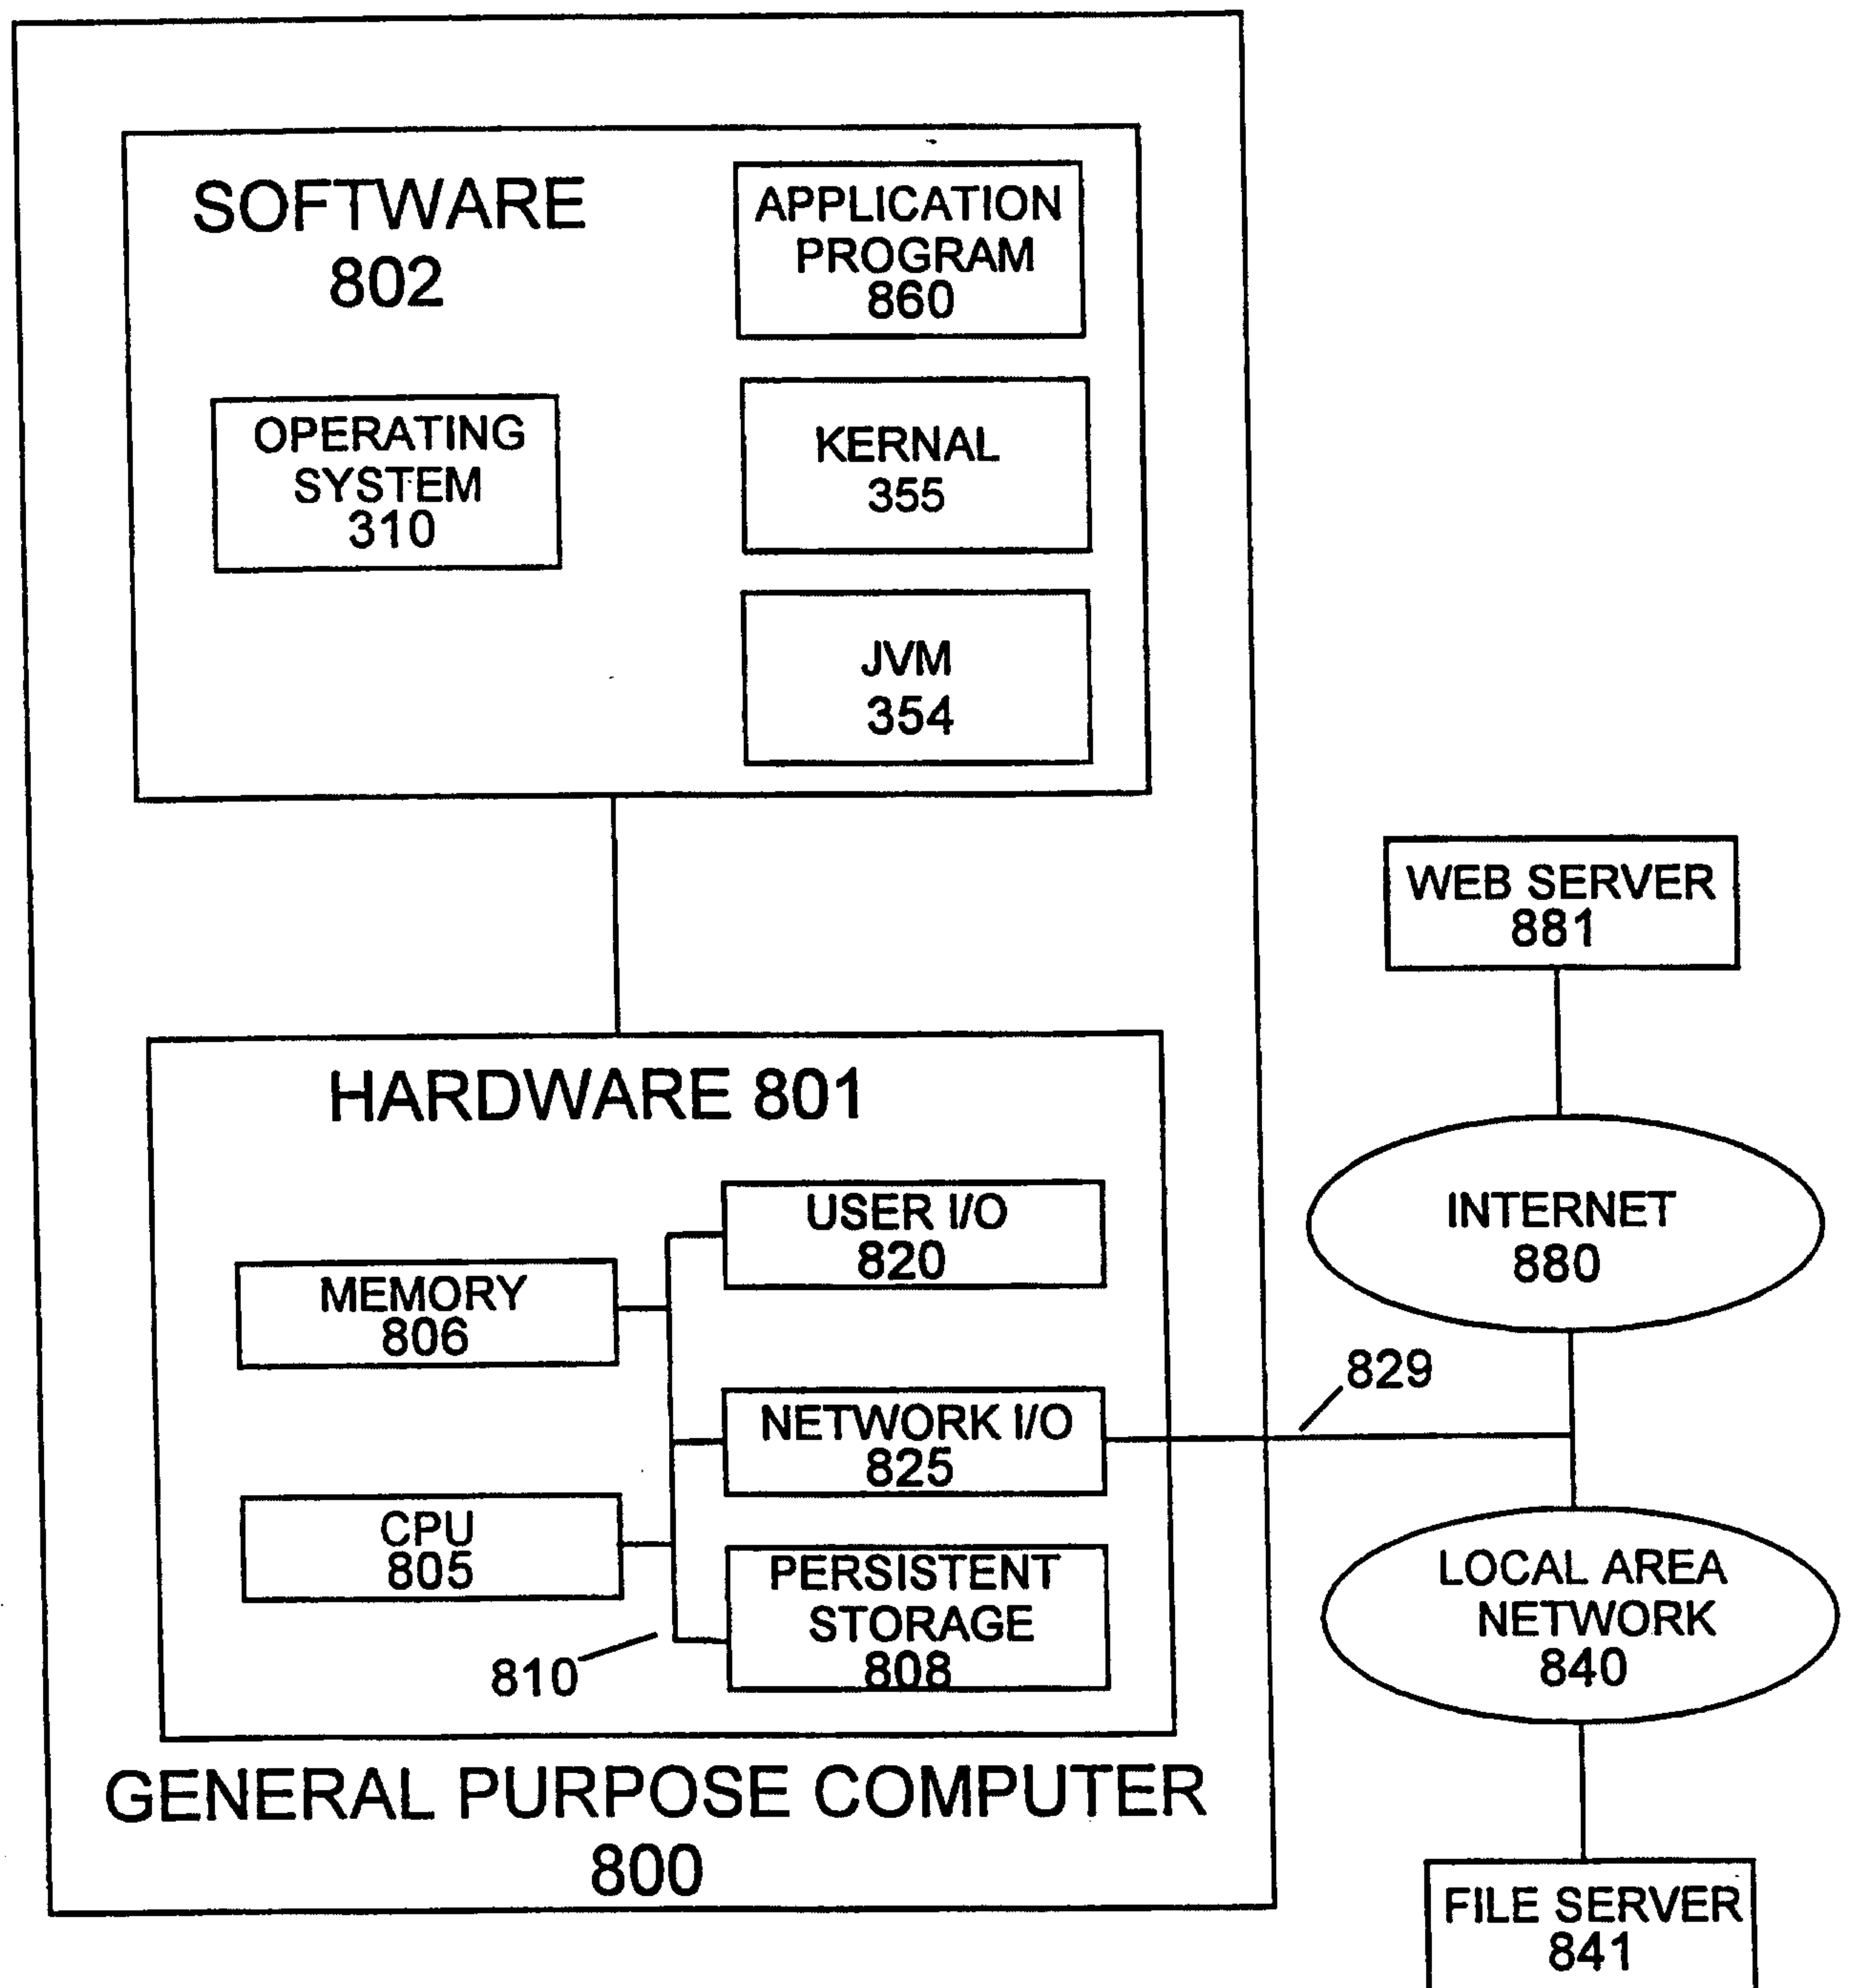 SOFTWARE
802
APPLICATION
PROGRAM
860
OPERATING
SYSTEM
310
KERNAL
355
JVM
354
WEB SERVER
881
HARDWARE 801
USER I/O
820
MEMORY
806
INTERNET
880
829
NETWORK I/O
825
CPU
805
PERSISTENT
STORAGE
808
810
LOCAL AREA
NETWORK
840
GENERAL PURPOSE COMPUTER
800
FILE SERVER
841